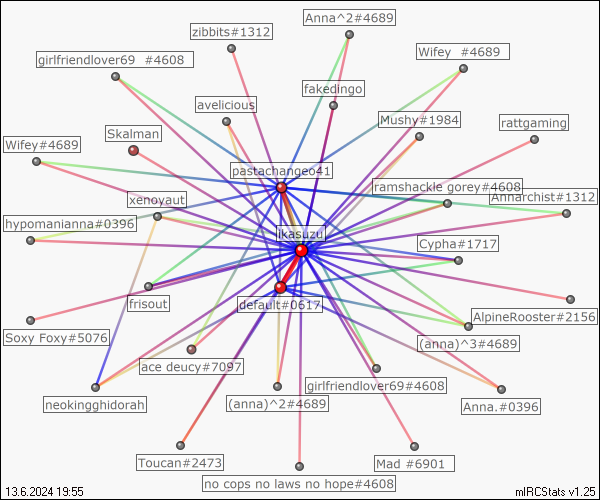 Anna^2#4689
zibbits#1312
girlfriendlover69 #4608
Wifey #4689
fakedingo
avelicious
Mushy#1984
rattgaming
Skalman
Wifey#4689
pastachangeo41
ramshackle gorey#4608
Annarchist#1312
xenoyaut
hypomanianna#0396
ikasuzu
Cypha#1717
frisout
default#0617
AlpineRooster#2156
Soxy Foxy#5076
(anna)^3#4689
ace deucy#7097
girlfriendlover69#4608
neokingghidorah
(anna)^2#4689
Anna.#0396
Toucan#2473
Mad #6901
no cops no laws no hope#4608
13.6.2024 19:55
mIRCStats v1.25